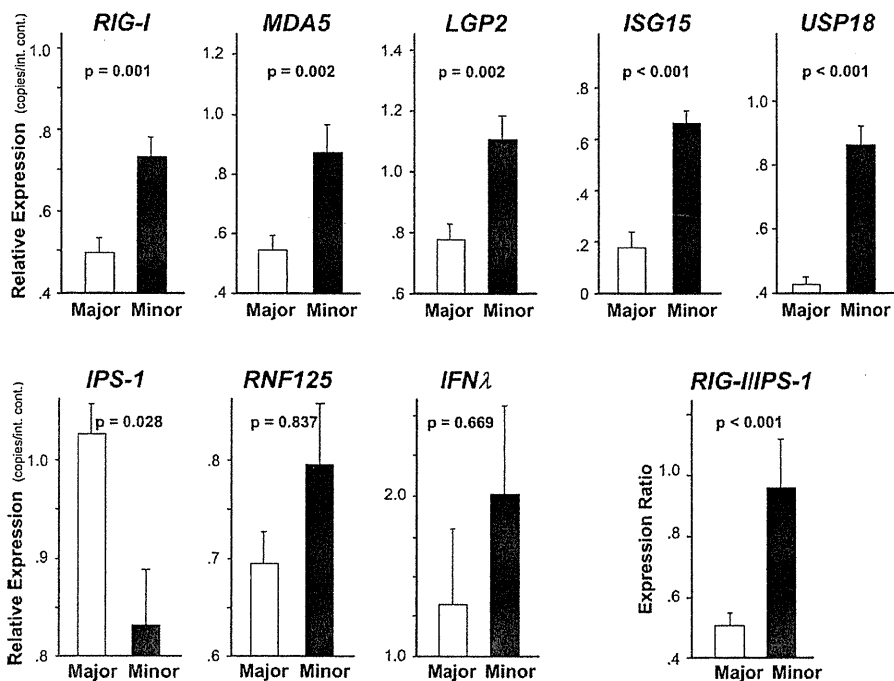 RIG-I
MDA5
LGP2
ISG15
USP18
Relative Expression (copies/int. cont.)
1.0
.8
.6
.4
p = 0.001
Major Minor
1.2
1.0
0.8
0.6
.4
p = 0.002
Major Minor
1.4
1.2
1.0
.8
.6
p = 0.002
Major Minor
.8
.6
.4
.2
0
p < 0.001
Major Minor
1.0
.8
.6
.4
p < 0.001
Major Minor
IPS-1
RNF125
IFNλ
RIG-I/IPS-1
Relative Expression (copies/int. cont.)
1.0
.9
.8
p = 0.028
Major Minor
.8
.7
.6
p = 0.837
Major Minor
2.0
1.0
p = 0.669
Major Minor
Expression Ratio
1.0
.8
.6
.4
p < 0.001
Major Minor